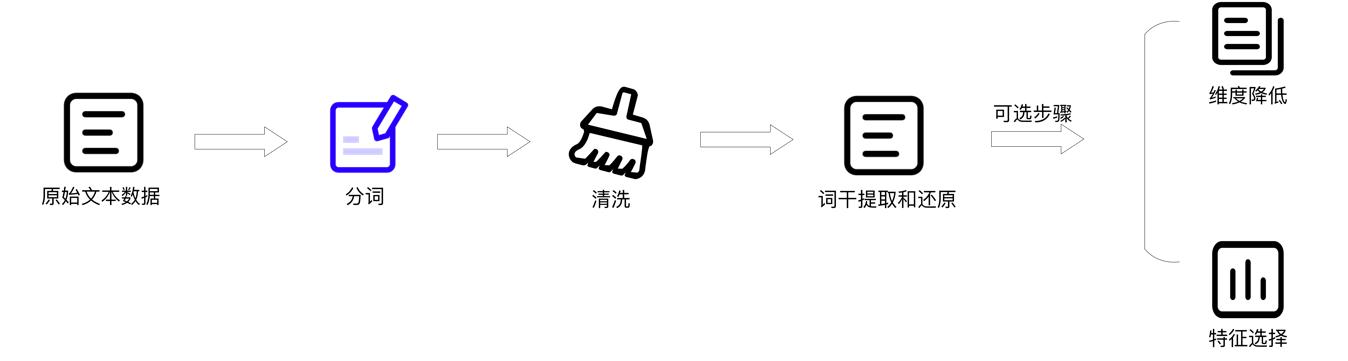 原始文本数据
分词
清洗
词干提取和还原
可选步骤
维度降低
特征选择